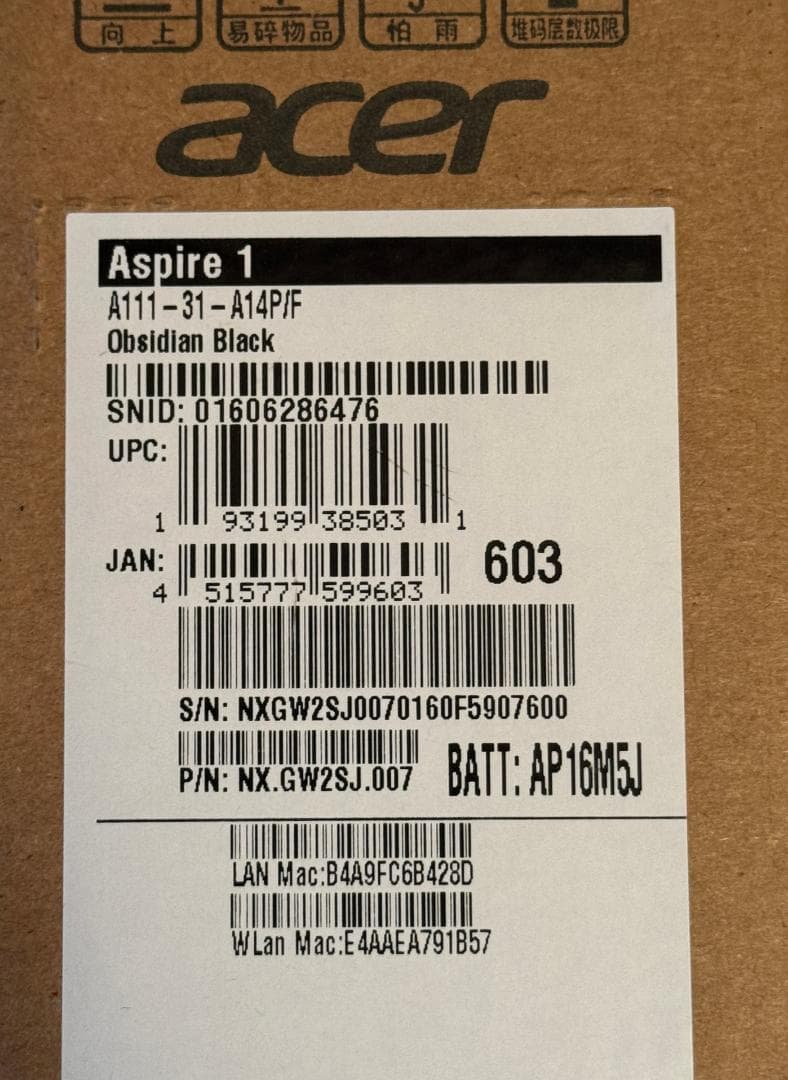 向 上 易碎物品 怕 雨 堆码层数极限
acer
Aspire 1
A111-31-A14P/F
Obsidian Black
SNID: 01606286476
UPC:
1 93199 38503 1
JAN:
4 515777 599603
603
S/N: NXGW2SJ0070160F5907600
P/N: NX.GW2SJ.007
BATT: AP16M5J
LAN Mac:B4A9FC6B428D
WLan Mac:E4AAEA791B57